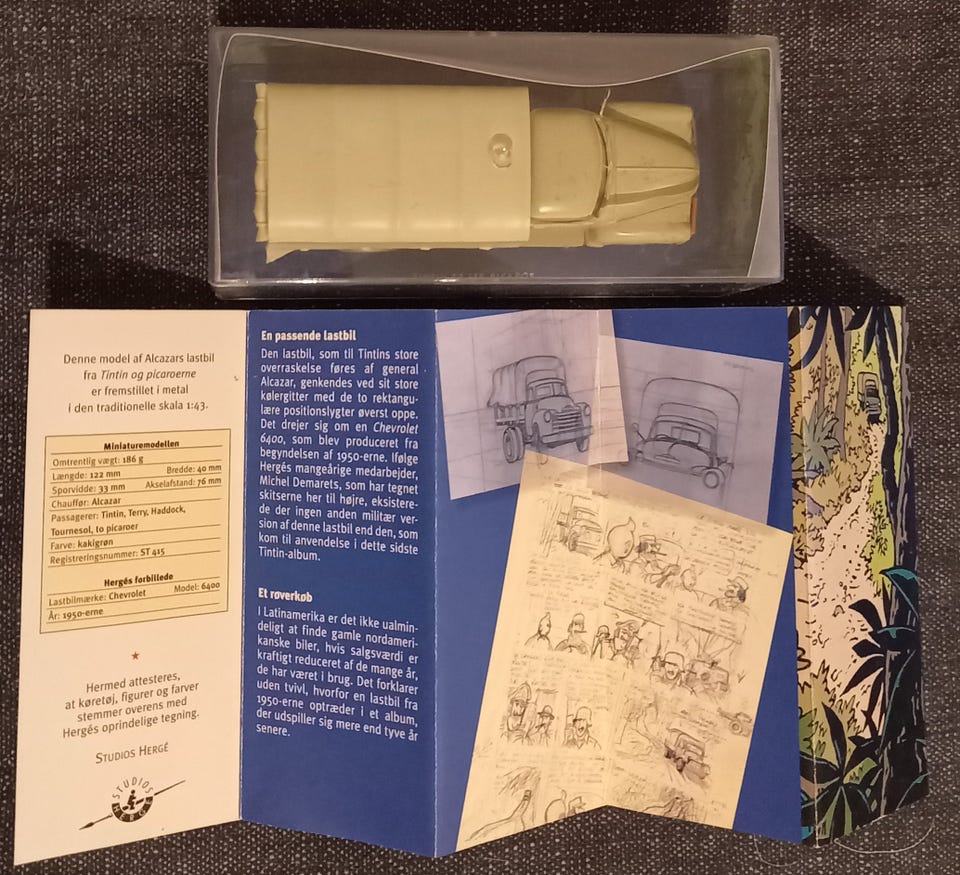 Denne model af Alcazars lastbil
fra Tintin og picaroerne
er fremstillet i metal
i den traditionelle skala 1:43.
Miniaturemodellen
Omtrentlig vægt: 186 g
Længde: 122 mm Bredde: 40 mm
Sporvidde: 33 mm Akselafstand: 76 mm
Chauffør: Alcazar
Passagerer: Tintin, Terry, Haddock,
Tournesol, to picaroer
Farve: kakigrøn
Registreringsnummer: ST 415
Hergés forbillede
Lastbilmærke: Chevrolet Model: 6400
År: 1950-erne
Hermed attesteres,
at køretøj, figurer og farver
stemmer overens med
Hergés oprindelige tegning.
STUDIOS HERGÉ
STUDIOS
HERGÉ
En passende lastbil
Den lastbil, som til Tintins store
overraskelse føres af general
Alcazar, genkendes ved sit store
kølergitter med de to rektangu-
lære positionslygter øverst oppe.
Det drejer sig om en Chevrolet
6400, som blev produceret fra
begyndelsen af 1950-erne. Ifølge
Hergés mangeårige medarbejder,
Michel Demarets, som har tegnet
skitserne her til højre, eksistere-
de der ingen anden militær ver-
sion af denne lastbil end den, som
kom til anvendelse i dette sidste
Tintin-album.
Et røverkøb
I Latinamerika er det ikke ualmin-
deligt at finde gamle nordameri-
kanske biler, hvis salgsværdi er
kraftigt reduceret af de mange år,
de har været i brug. Det forklarer
uden tvivl, hvorfor en lastbil fra
1950-erne optræder i et album,
der udspiller sig mere end tyve år
senere.